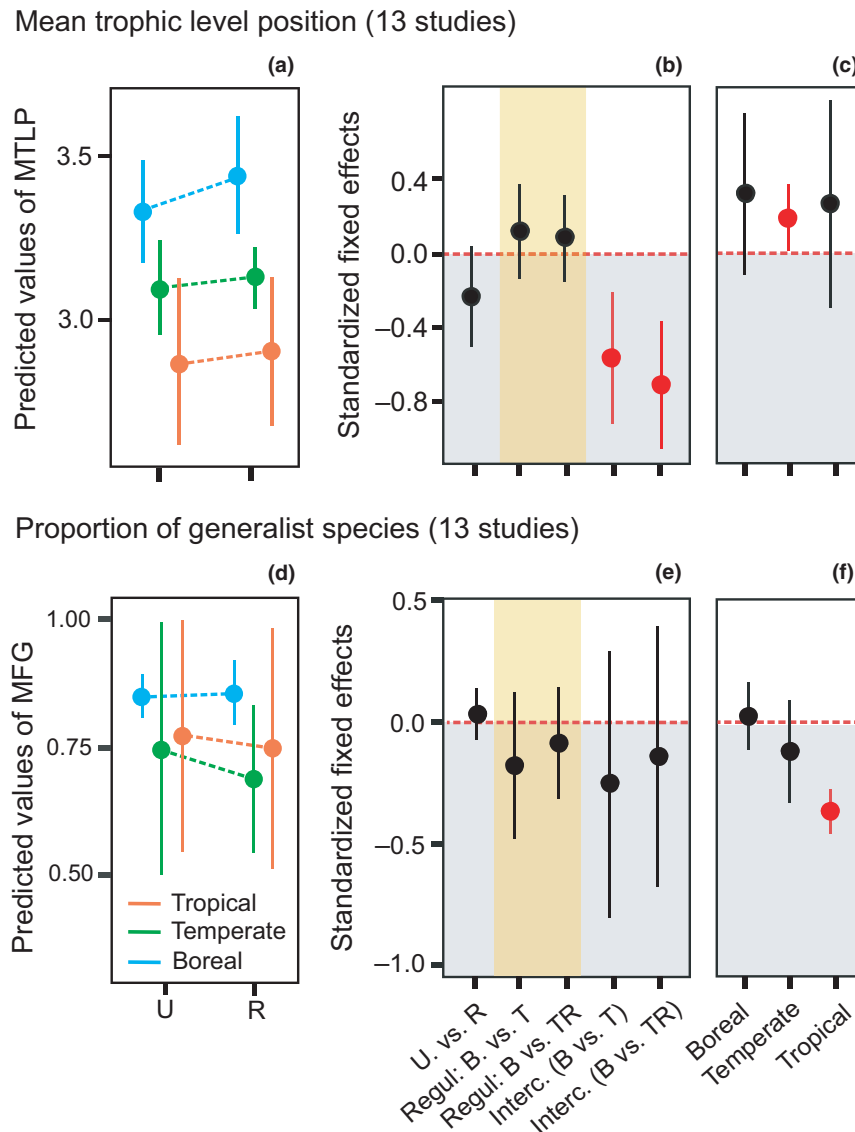 Mean trophic level position (13 studies)
(a)
(b)
(c)
Predicted values of MTLP
3.5
3.0
Standardized fixed effects
0.4
0.0
−0.4
−0.8
Proportion of generalist species (13 studies)
(d)
(e)
(f)
Predicted values of MFG
1.00
0.75
0.50
Tropical
Temperate
Boreal
U
R
Standardized fixed effects
0.5
0.0
−0.5
−1.0
U. vs. R
Regul: B. vs. T
Regul: B vs. TR
Interc. (B vs. T)
Interc. (B vs. TR)
Boreal
Temperate
Tropical